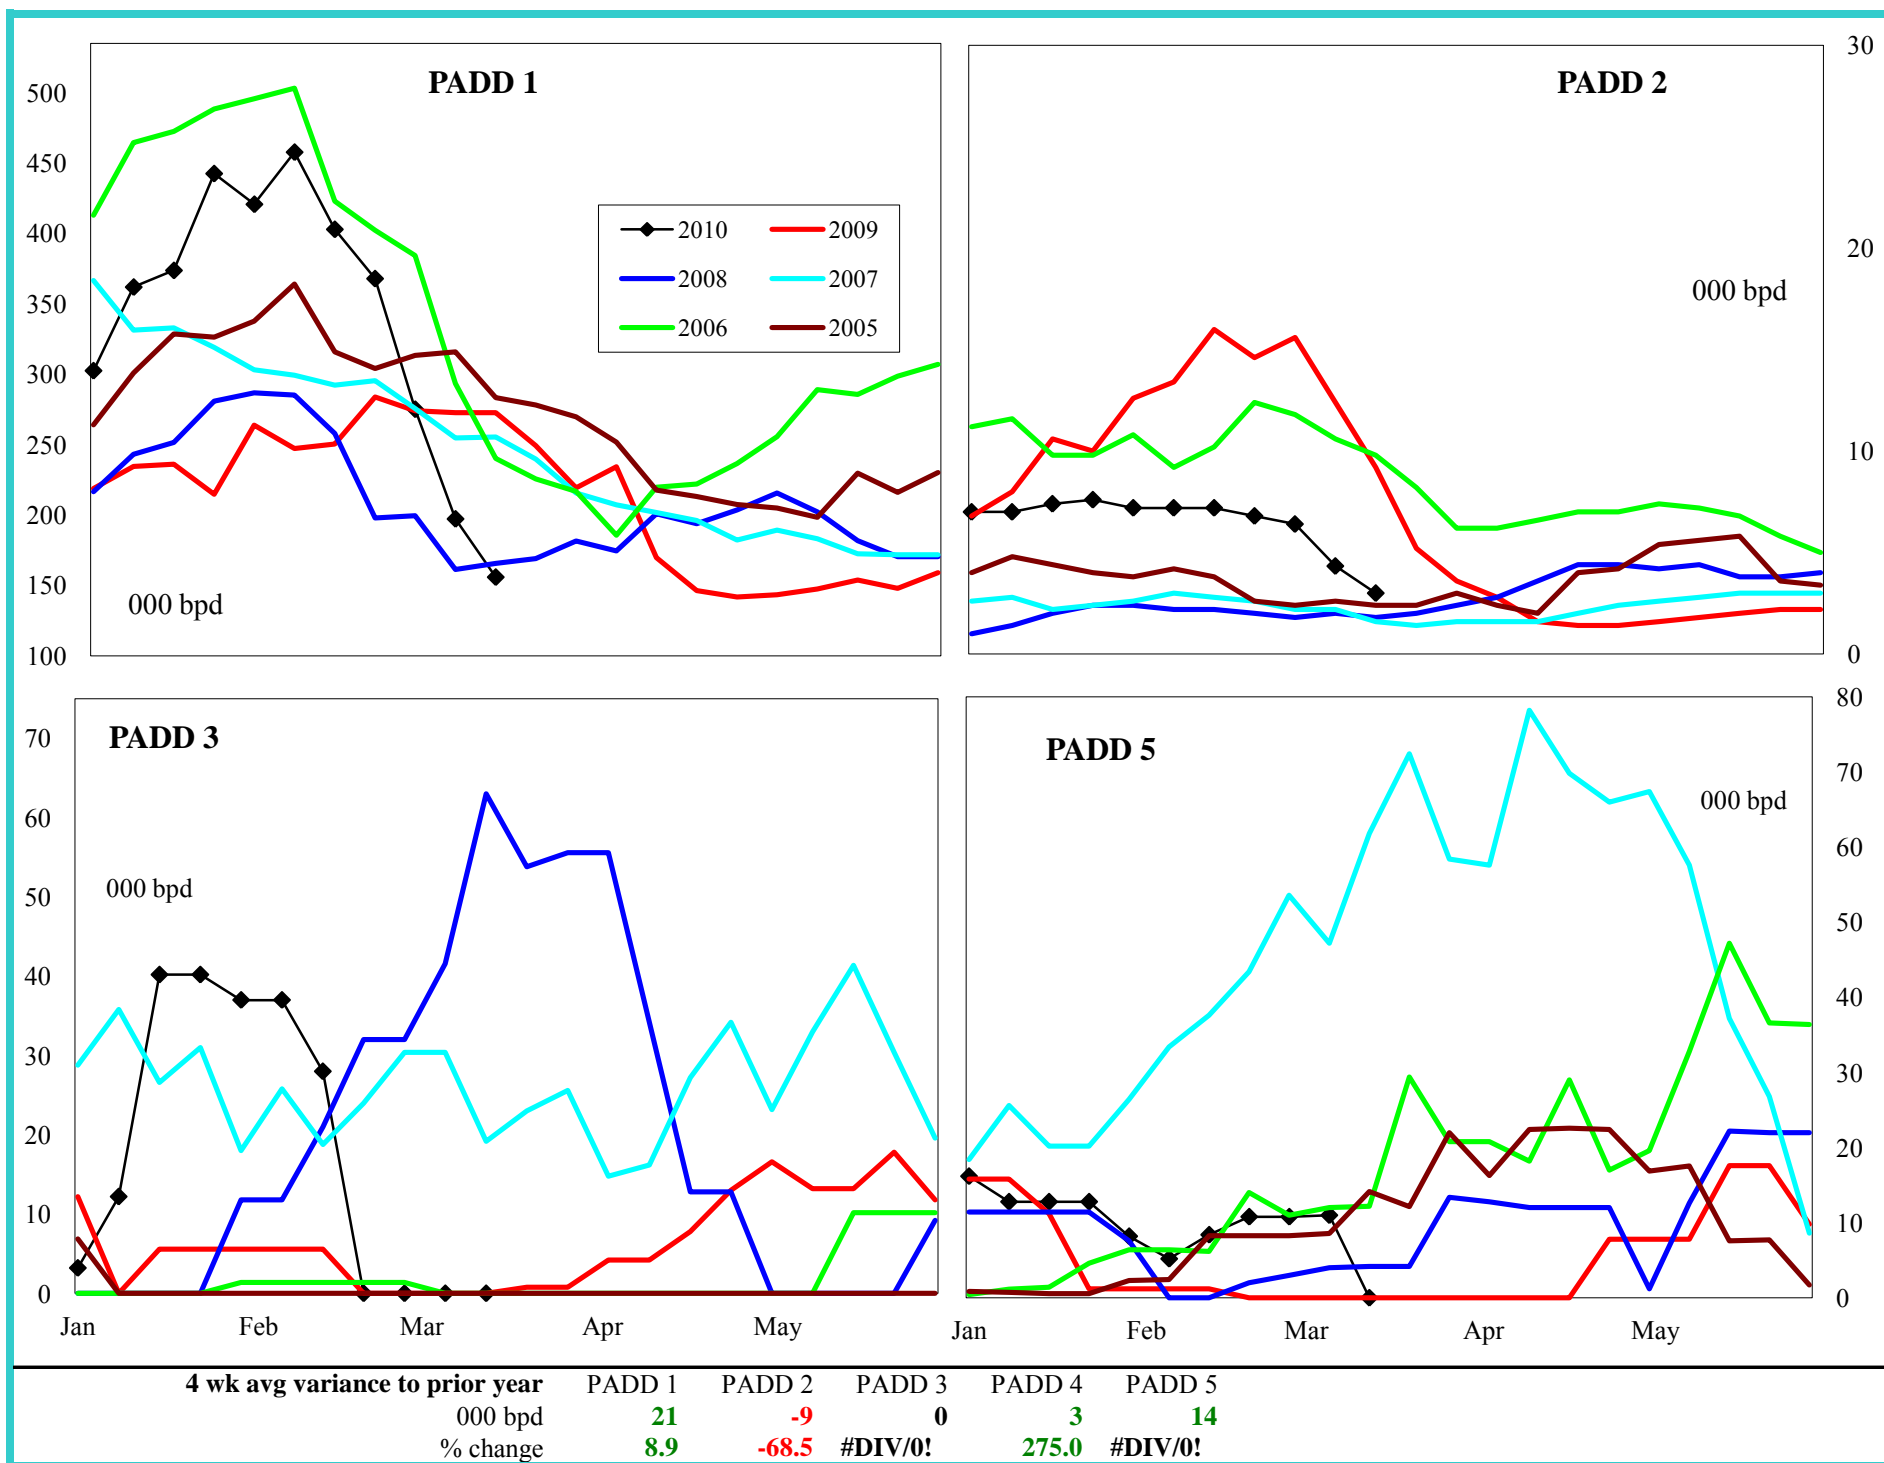 PADD 1
500
450
400
350
300
250
200
150
100
000 bpd
2010 2009
2008 2007
2006 2005
PADD 2
30
20
10
0
000 bpd
PADD 3
70
60
50
40
30
20
10
0
000 bpd
Jan Feb Mar Apr May
PADD 5
80
70
60
50
40
30
20
10
0
000 bpd
Jan Feb Mar Apr May
4 wk avg variance to prior year PADD 1 PADD 2 PADD 3 PADD 4 PADD 5
000 bpd 21 -9 0 3 14
% change 8.9 -68.5 #DIV/0! 275.0 #DIV/0!